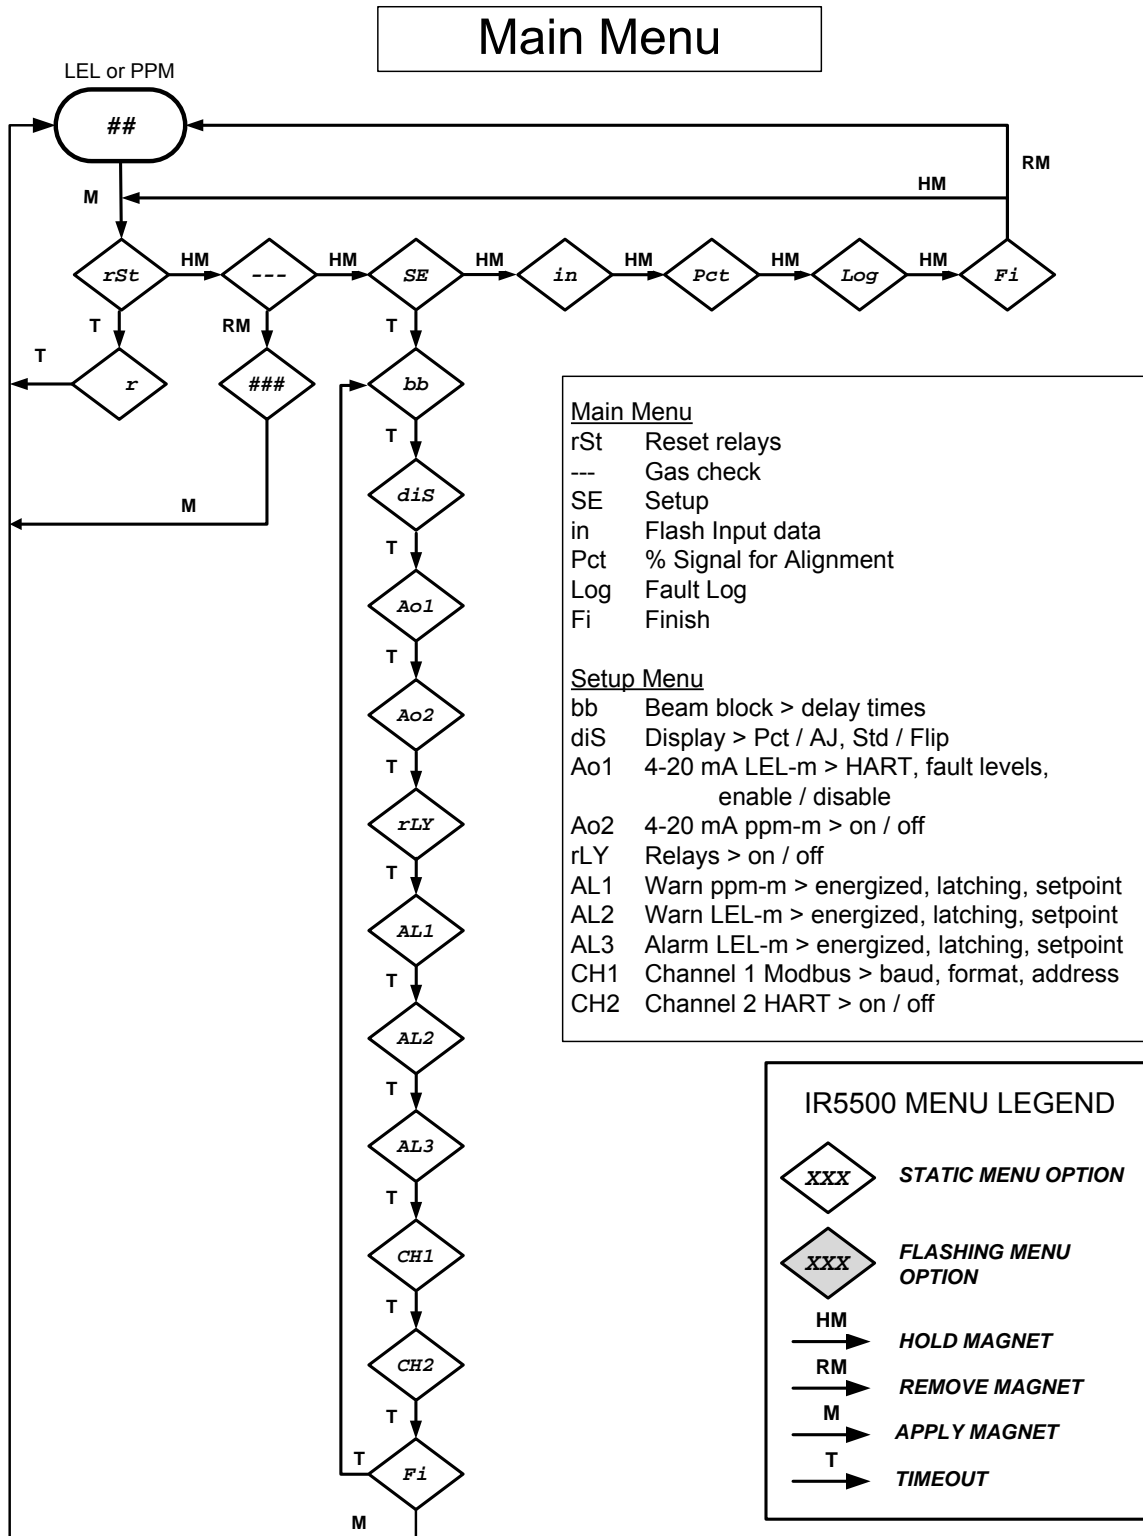 Main Menu
LEL or PPM
##
RM
HM
M
rSt
HM
---
HM
SE
HM
in
HM
Pct
HM
Log
HM
Fi
T
RM
T
T
r
###
bb
T
diS
M
T
Ao1
T
Ao2
T
rLY
T
AL1
T
AL2
T
AL3
T
CH1
T
CH2
T
T
Fi
M
Main Menu
rSt Reset relays
--- Gas check
SE Setup
in Flash Input data
Pct % Signal for Alignment
Log Fault Log
Fi Finish
Setup Menu
bb Beam block > delay times
diS Display > Pct / AJ, Std / Flip
Ao1 4-20 mA LEL-m > HART, fault levels,
enable / disable
Ao2 4-20 mA ppm-m > on / off
rLY Relays > on / off
AL1 Warn ppm-m > energized, latching, setpoint
AL2 Warn LEL-m > energized, latching, setpoint
AL3 Alarm LEL-m > energized, latching, setpoint
CH1 Channel 1 Modbus > baud, format, address
CH2 Channel 2 HART > on / off
IR5500 MENU LEGEND
XXX STATIC MENU OPTION
XXX FLASHING MENU
OPTION
HM
HOLD MAGNET
RM
REMOVE MAGNET
M
APPLY MAGNET
T
TIMEOUT